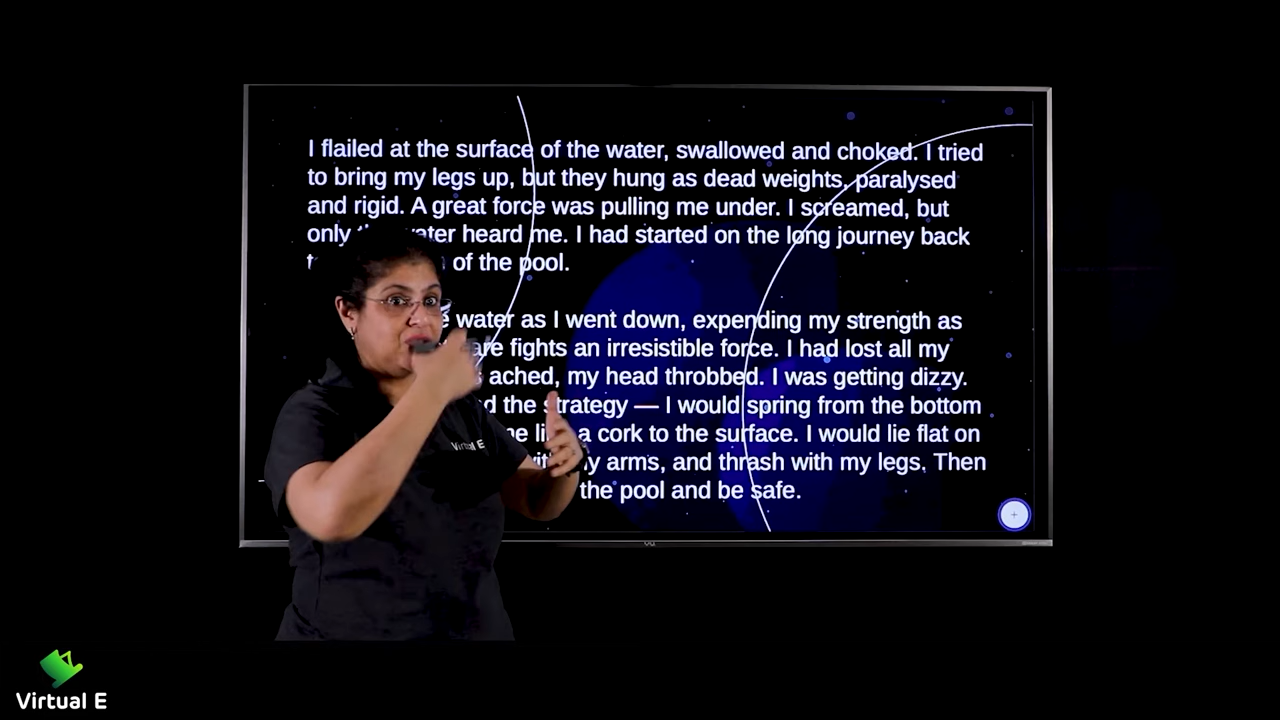 I flailed at the surface of the water, swallowed and choked. I tried
to bring my legs up, but they hung as dead weights, paralysed
and rigid. A great force was pulling me under. I screamed, but
only water heard me. I had started on the long journey back
of the pool.
water as I went down, expending my strength as
fights an irresistible force. I had lost all my
ached, my head throbbed. I was getting dizzy.
the strategy — I would spring from the bottom
a cork to the surface. I would lie flat on
arms, and thrash with my legs. Then
the pool and be safe.
Virtual E
Virtual E